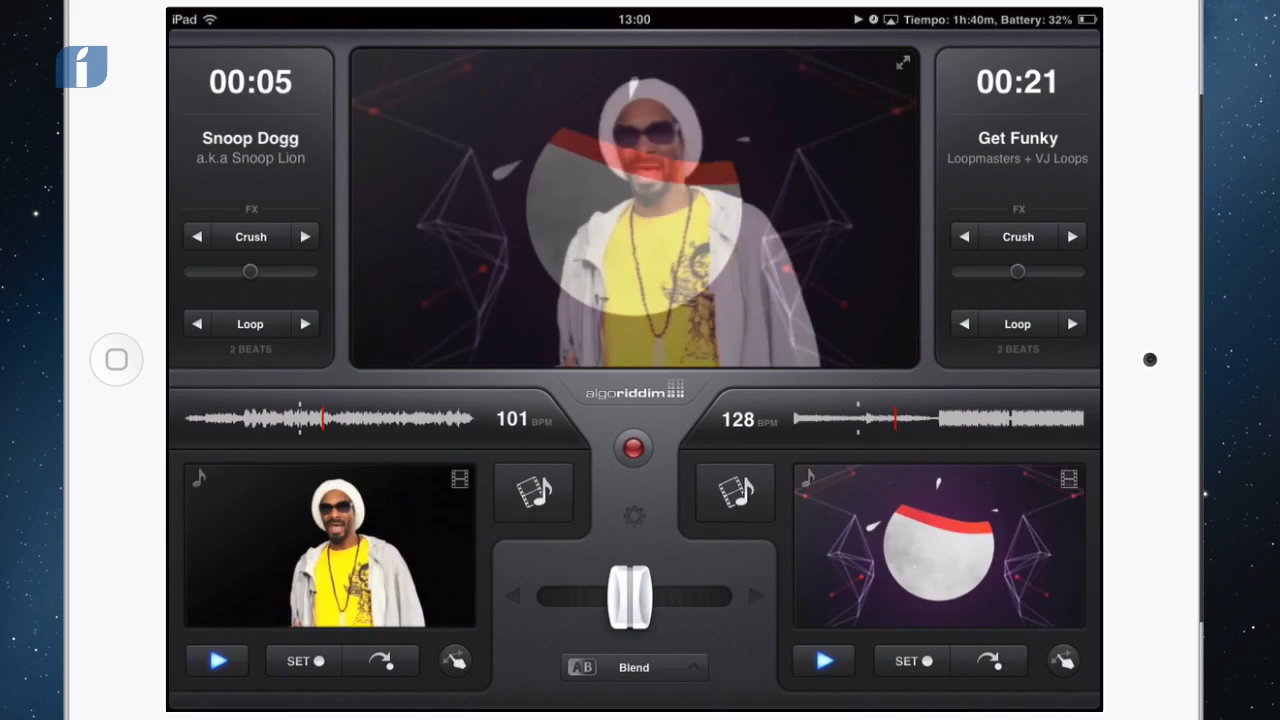 iPad
13:00
Tiempo: 1h:40m, Battery: 32%
i
00:05
Snoop Dogg
a.k.a Snoop Lion
FX
Crush
Loop
2 BEATS
00:21
Get Funky
Loopmasters + VJ Loops
FX
Crush
Loop
2 BEATS
algoriddim
101 BPM
128 BPM
SET
AB Blend
SET